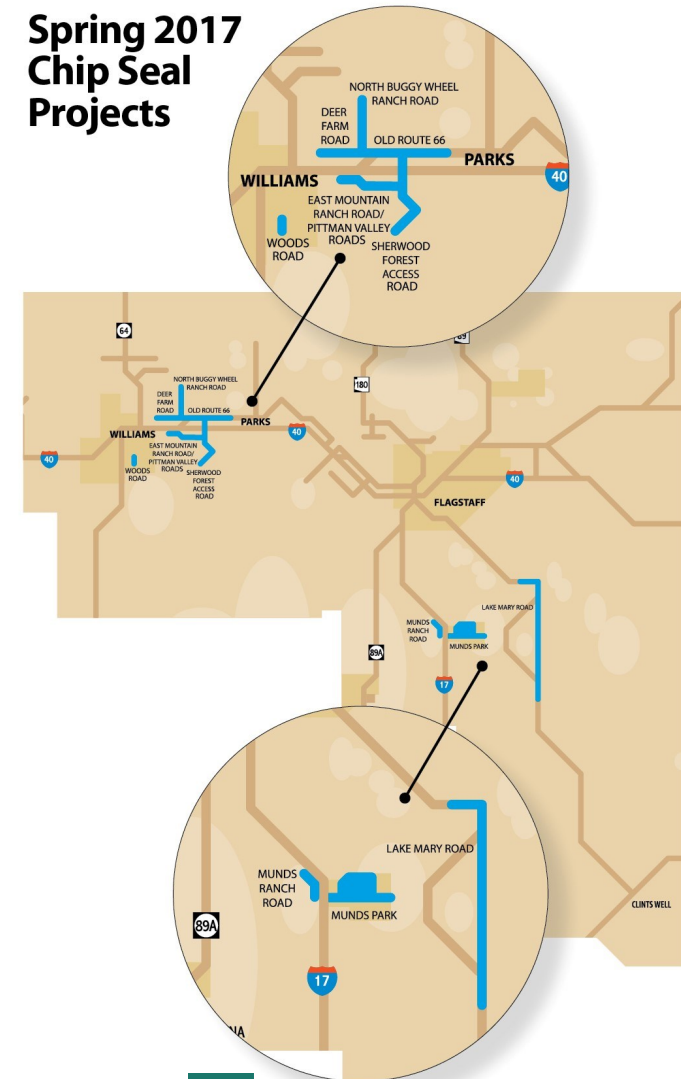 Spring 2017
Chip Seal
Projects
NORTH BUGGY WHEEL
RANCH ROAD
DEER
FARM
ROAD
OLD ROUTE 66
PARKS
40
WILLIAMS
EAST MOUNTAIN
RANCH ROAD/
PITTMAN VALLEY
ROADS
WOODS
ROAD
SHERWOOD
FOREST
ACCESS
ROAD
64
89
180
NORTH BUGGY WHEEL
RANCH ROAD
DEER
FARM
ROAD
OLD ROUTE 66
PARKS
40
WILLIAMS
40
EAST MOUNTAIN
RANCH ROAD/
PITTMAN VALLEY
ROADS
WOODS
ROAD
SHERWOOD
FOREST
ACCESS
ROAD
40
FLAGSTAFF
LAKE MARY ROAD
MUNDS
RANCH
ROAD
MUNDS PARK
89A
17
LAKE MARY ROAD
MUNDS
RANCH
ROAD
MUNDS PARK
89A
17
NA
CLINTS WELL